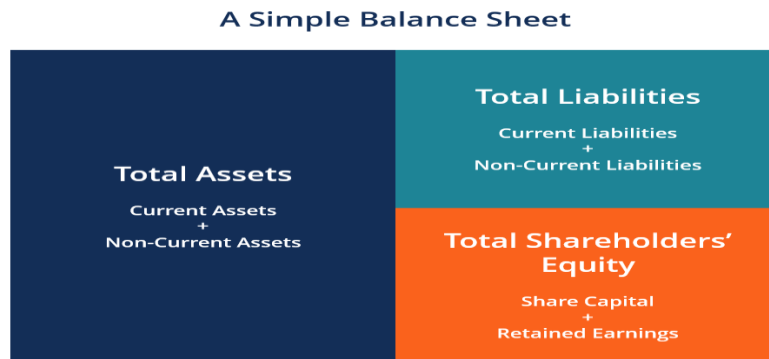 A Simple Balance Sheet
Total Assets
Current Assets
+
Non-Current Assets
Total Liabilities
Current Liabilities
+
Non-Current Liabilities
Total Shareholders’
Equity
Share Capital
+
Retained Earnings